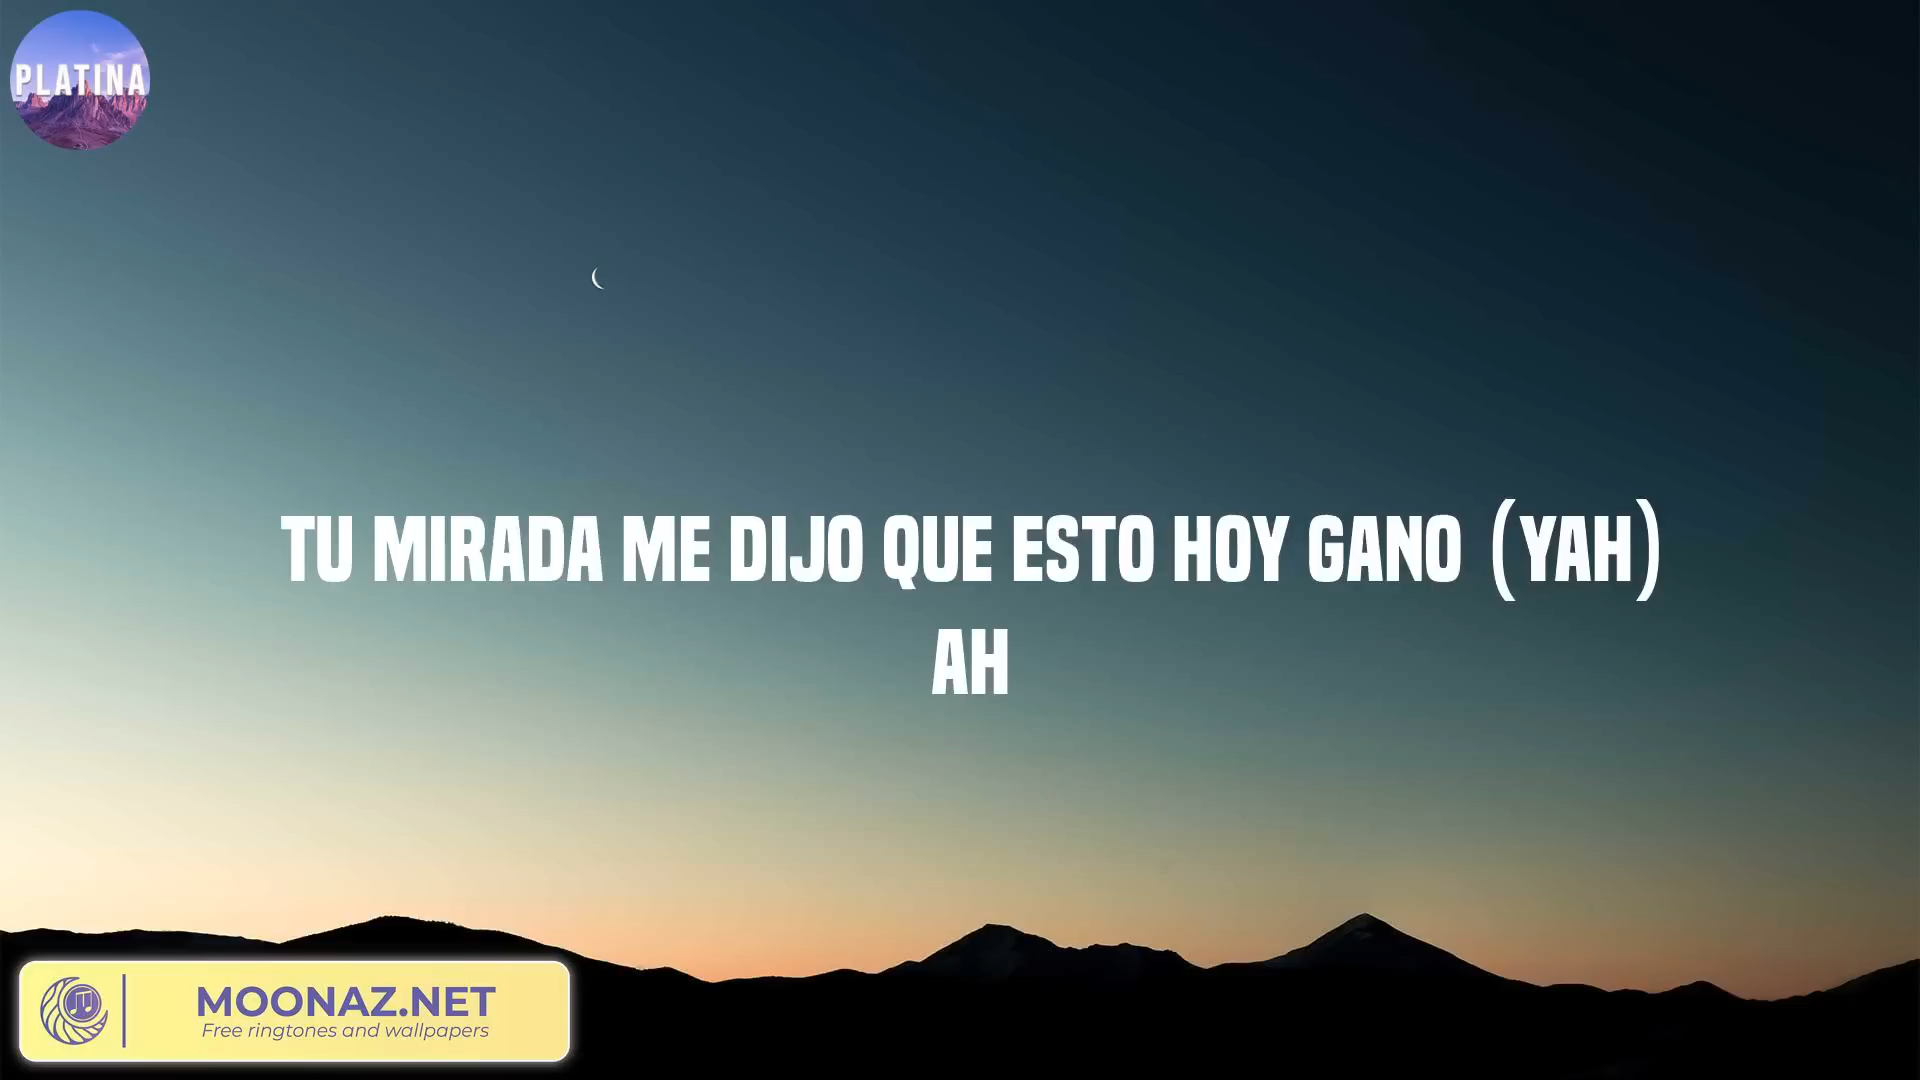 PLATINA
TU MIRADA ME DIJO QUE ESTO HOY GANO (YAH)
AH
MOONAZ.NET
Free ringtones and wallpapers